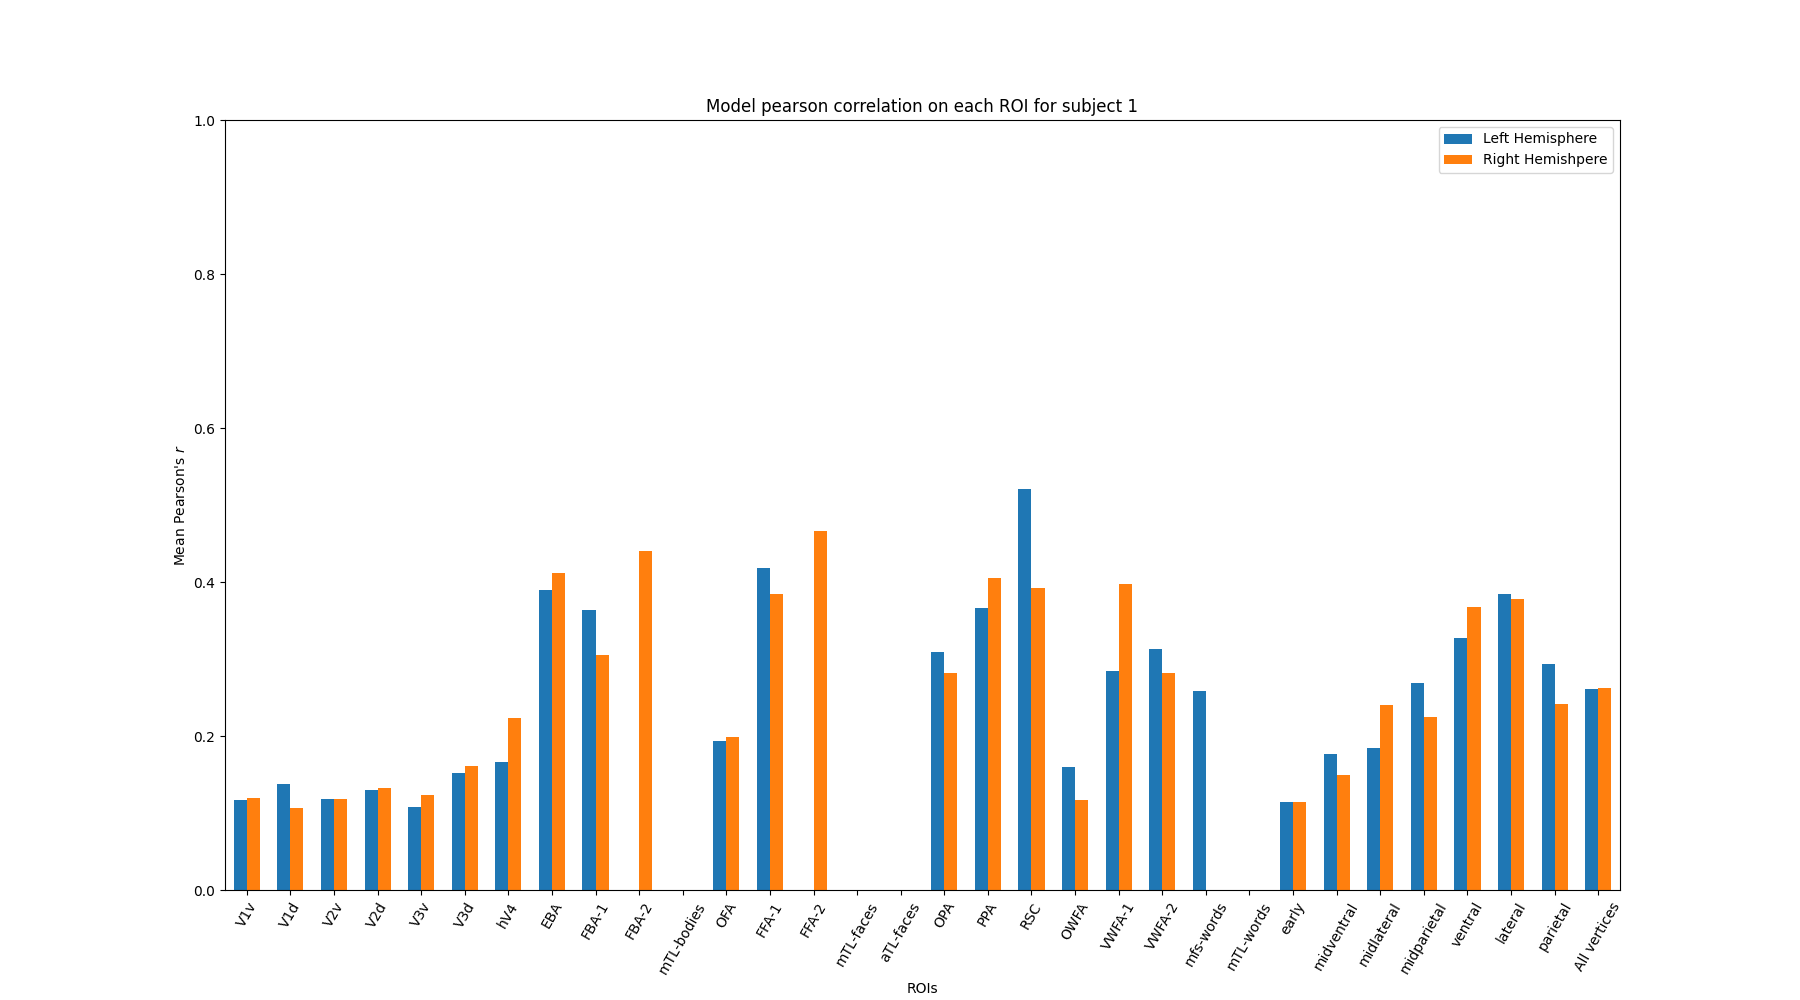 Model pearson correlation on each ROI for subject 1
Left Hemisphere
Right Hemishpere
1.0
0.8
0.6
0.4
0.2
0.0
Mean Pearson's r
V1v
V1d
V2v
V2d
V3v
V3d
hV4
EBA
FBA-1
FBA-2
mTL-bodies
OFA
FFA-1
FFA-2
mTL-faces
aTL-faces
OPA
PPA
RSC
OWFA
VWFA-1
VWFA-2
mfs-words
mTL-words
early
midventral
midlateral
midparietal
ventral
lateral
parietal
All vertices
ROIs